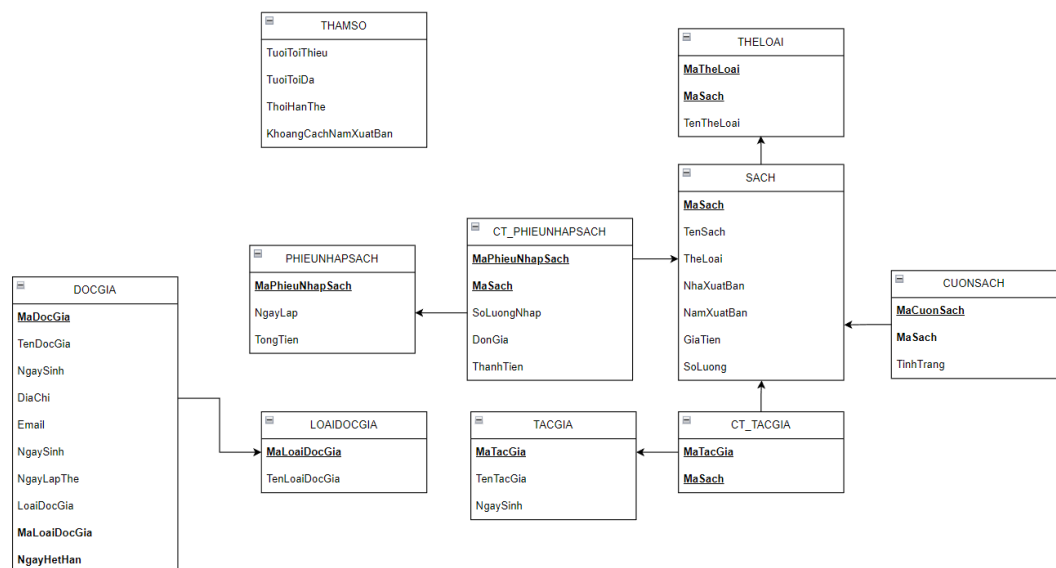 THAMSO
TuoiToiThieu
TuoiToiDa
ThoiHanThe
KhoangCachNamXuatBan
THELOAI
MaTheLoai
MaSach
TenTheLoai
SACH
MaSach
TenSach
TheLoai
NhaXuatBan
NamXuatBan
GiaTien
SoLuong
CT_PHIEUNHAPSACH
MaPhieuNhapSach
MaSach
SoLuongNhap
DonGia
ThanhTien
PHIEUNHAPSACH
MaPhieuNhapSach
NgayLap
TongTien
CUONSACH
MaCuonSach
MaSach
TinhTrang
DOCGIA
MaDocGia
TenDocGia
NgaySinh
DiaChi
Email
NgaySinh
NgayLapThe
LoaiDocGia
MaLoaiDocGia
NgayHetHan
LOAIDOCGIA
MaLoaiDocGia
TenLoaiDocGia
TACGIA
MaTacGia
TenTacGia
NgaySinh
CT_TACGIA
MaTacGia
MaSach